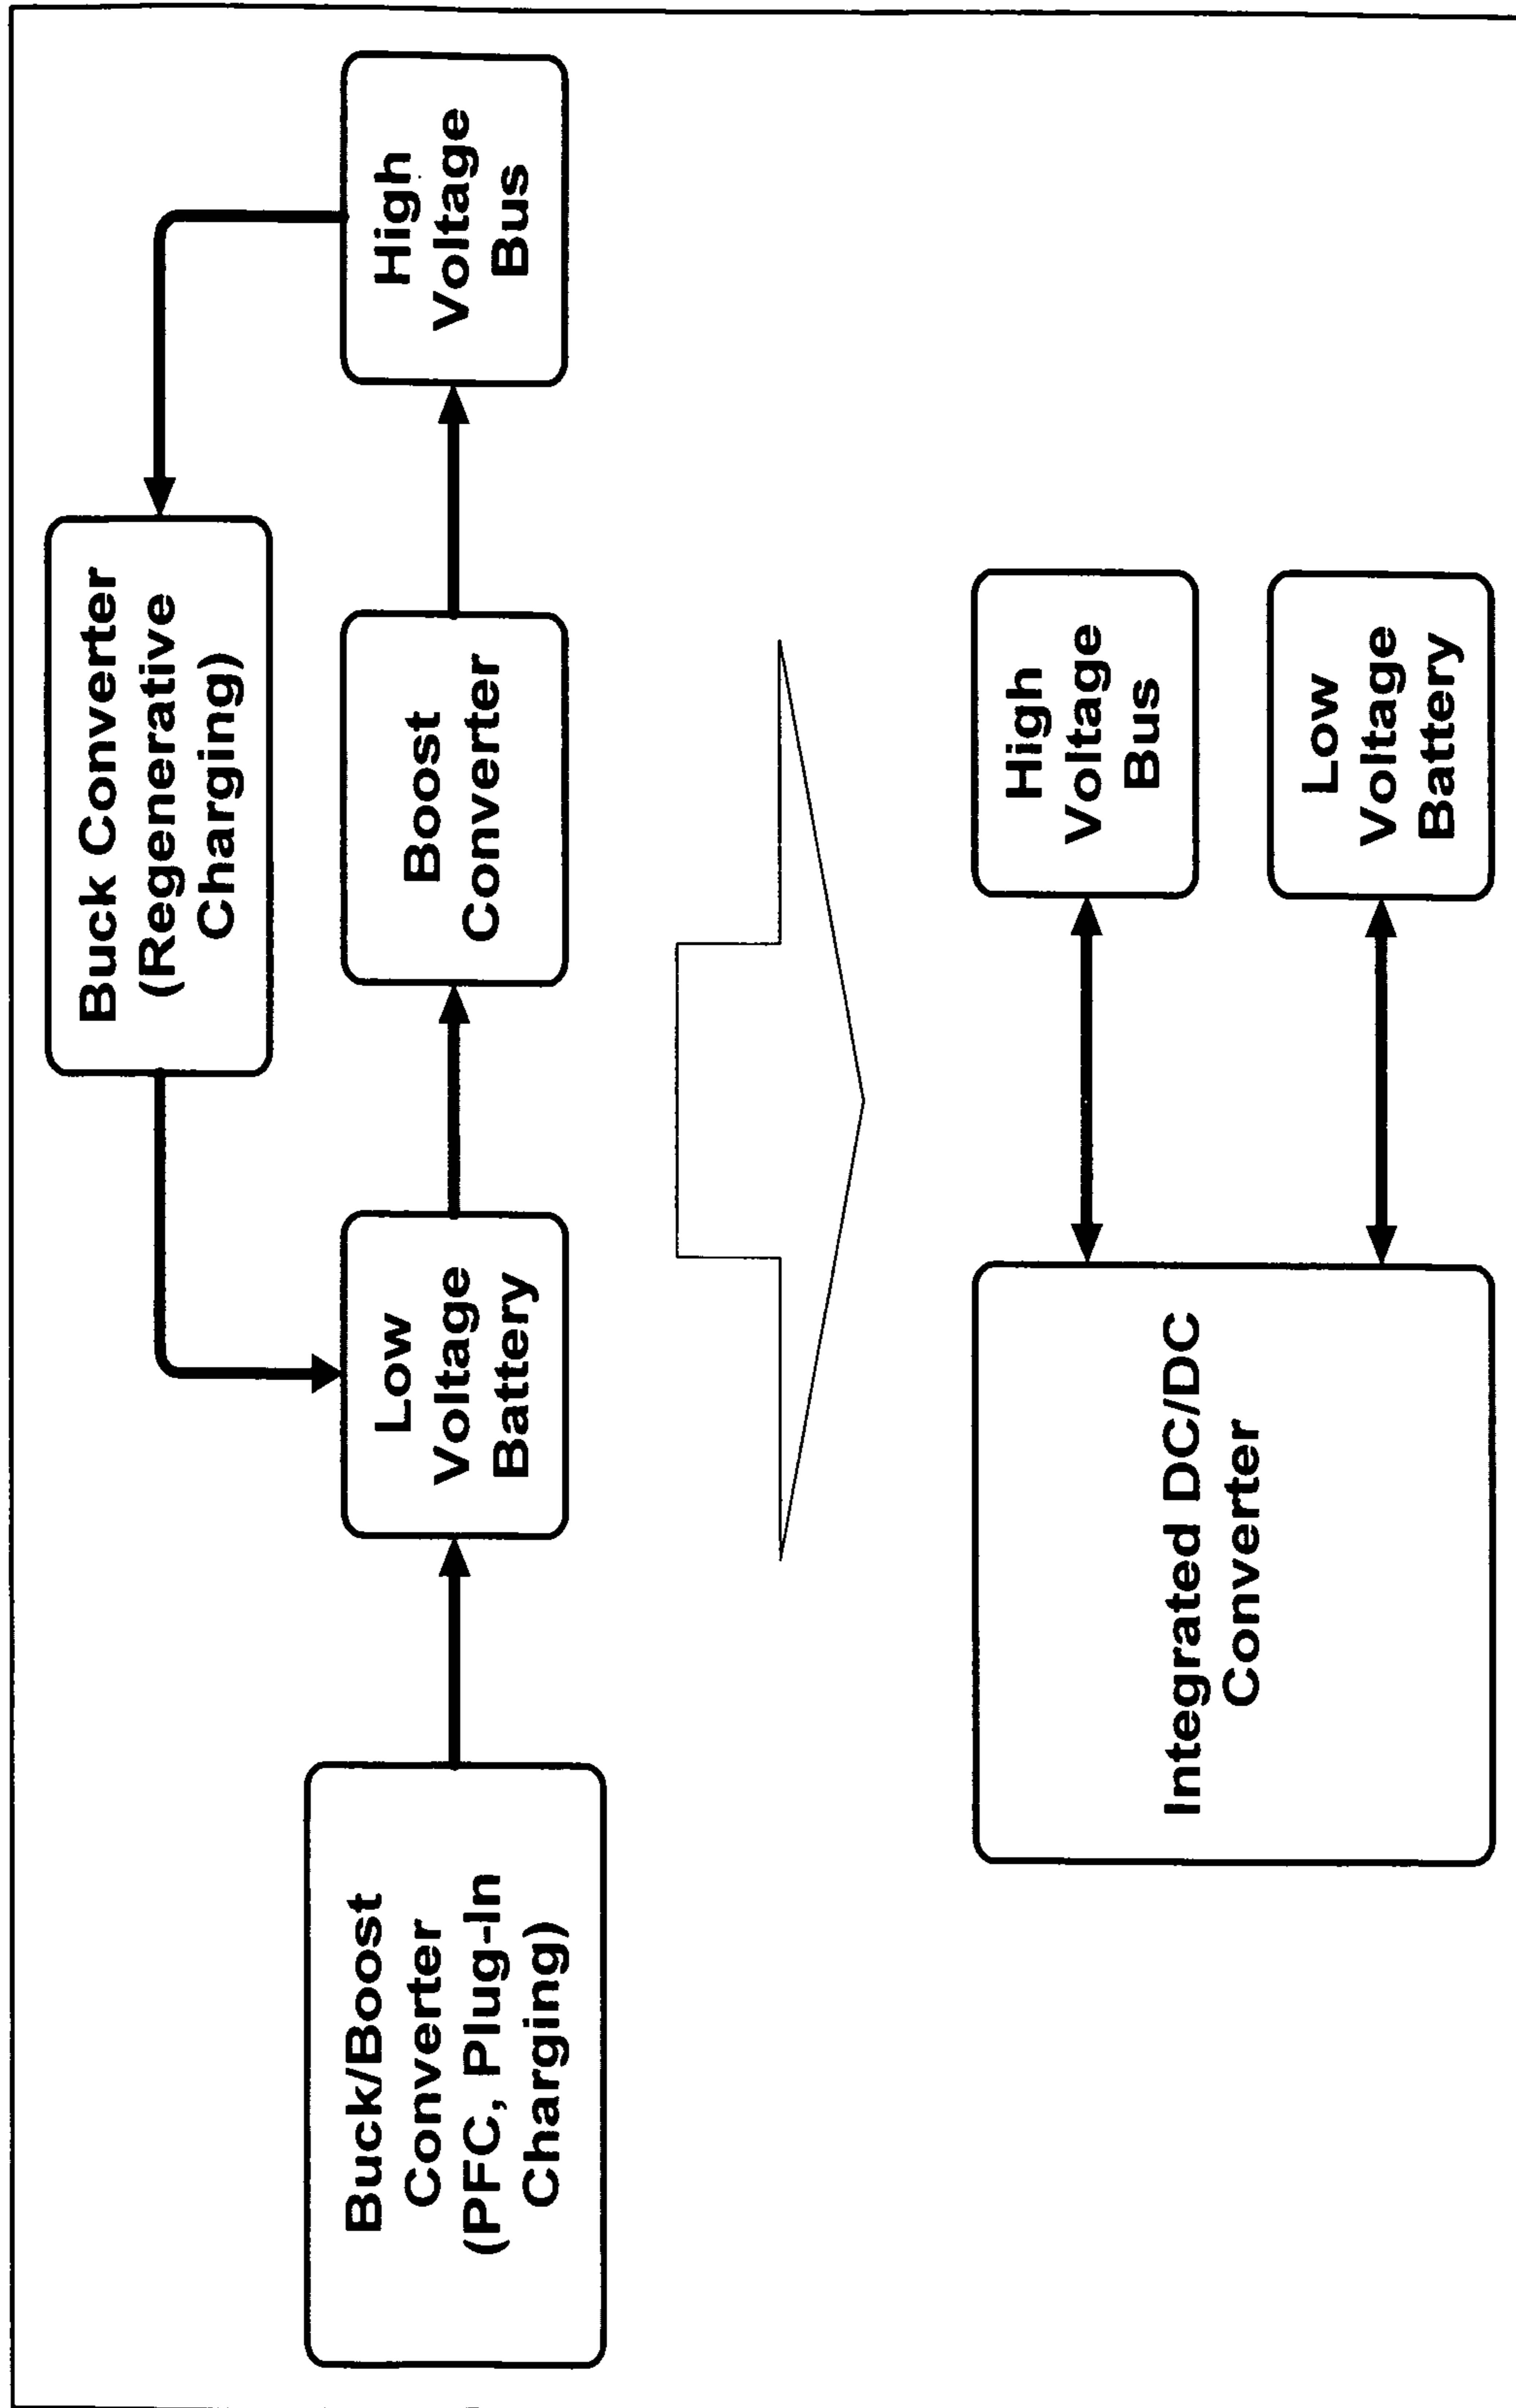 Buck Converter
(Regenerative
Charging)
Buck/Boost
Converter
(PFC, Plug-In
Charging)
Low
Voltage
Battery
Boost
Converter
High
Voltage
Bus
Integrated DC/DC
Converter
High
Voltage
Bus
Low
Voltage
Battery